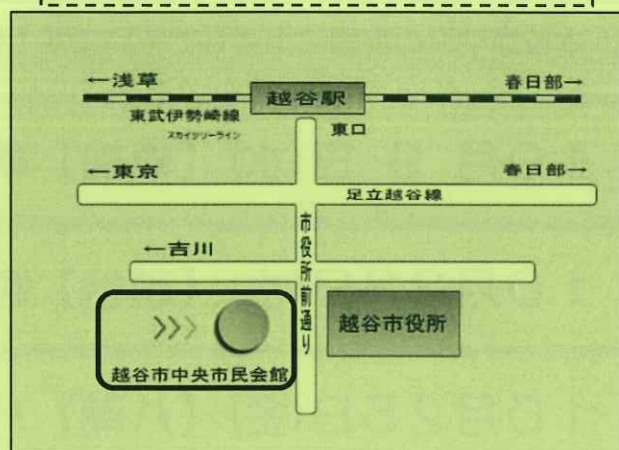 ←浅草
春日部→
越谷駅
東武伊勢崎線
スカイツリーライン
東口
←東京
春日部→
足立越谷線
←吉川
市役所前通り
越谷市役所
越谷市中央市民会館